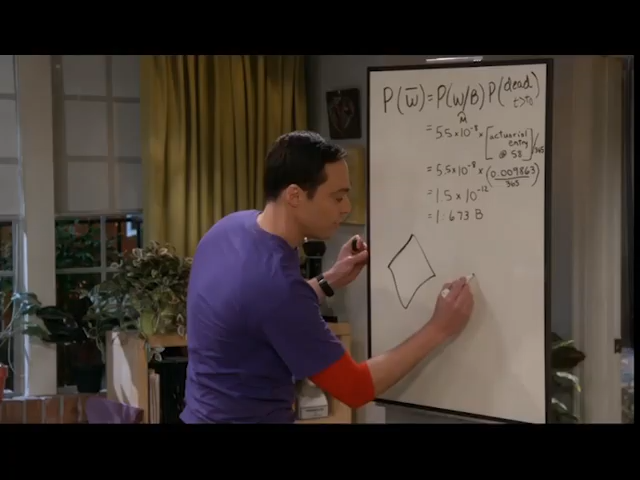 P(w̄)=P(w/B)P(dead t>T0)
M
=5.5×10⁻⁸×[actuarial entry @ 58]/365
=5.5×10⁻⁸×(0.009863/365)
=1.5×10⁻¹²
=1:673 B